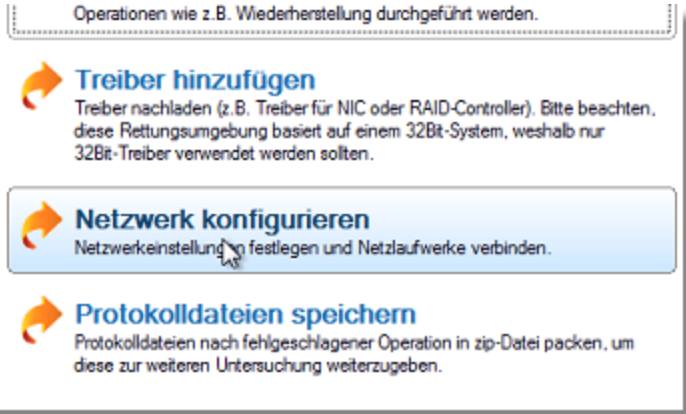 Operationen wie z.B. Wiederherstellung durchgeführt werden.
Treiber hinzufügen
Treiber nachladen (z.B. Treiber für NIC oder RAID-Controller). Bitte beachten,
diese Rettungsumgebung basiert auf einem 32Bit-System, weshalb nur
32Bit-Treiber verwendet werden sollten.
Netzwerk konfigurieren
Netzwerkeinstellungen festlegen und Netzlaufwerke verbinden.
Protokolldateien speichern
Protokolldateien nach fehlgeschlagener Operation in zip-Datei packen, um
diese zur weiteren Untersuchung weiterzugeben.